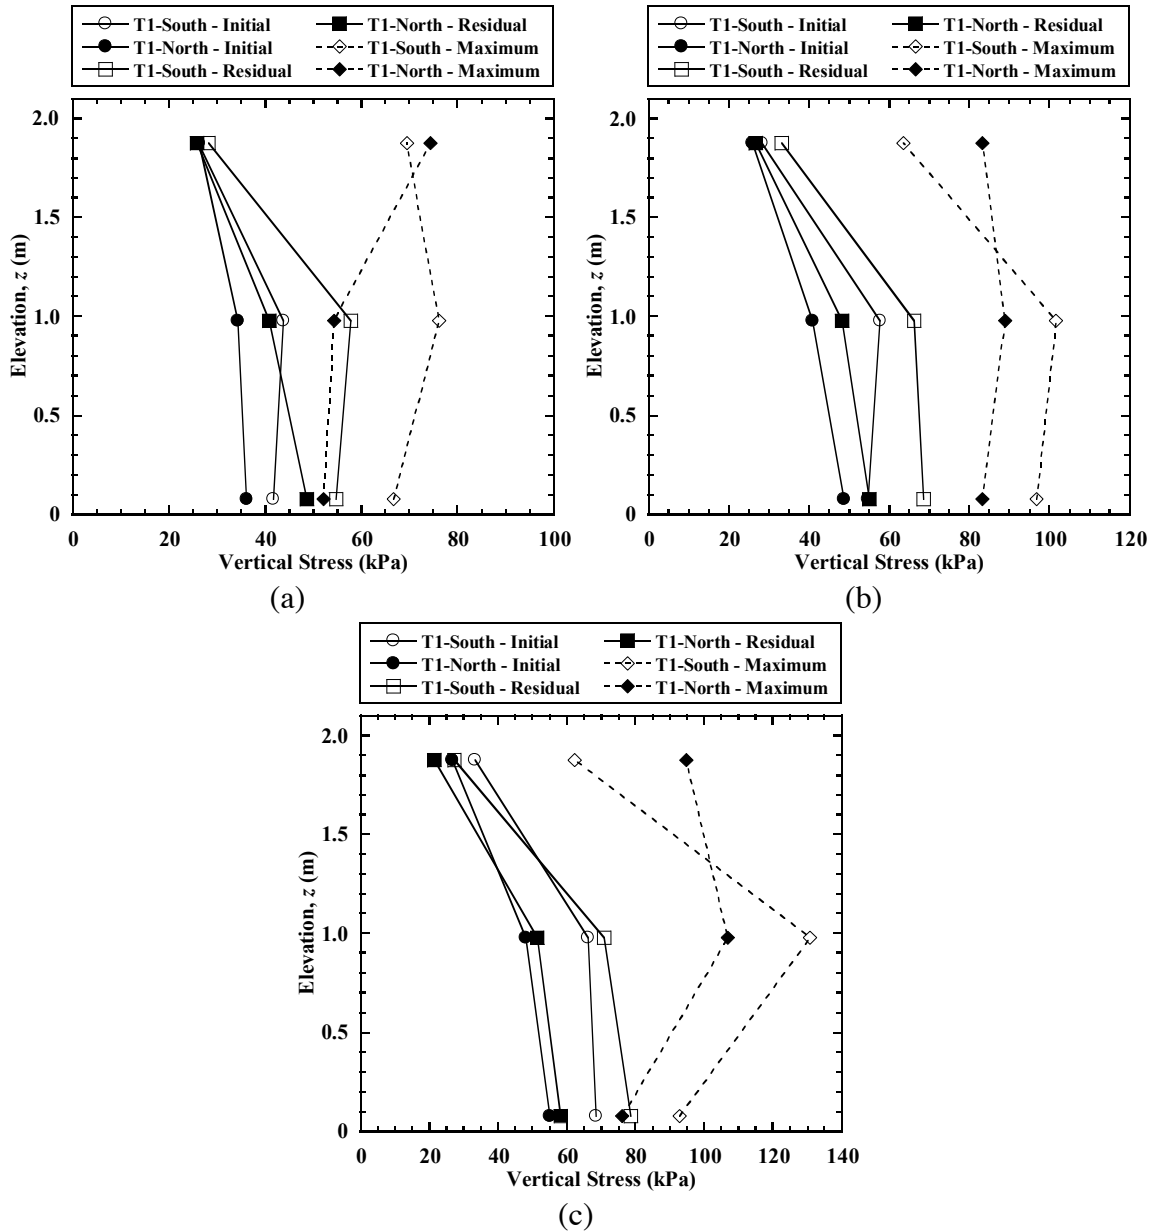 T1-South - Initial
T1-North - Initial
T1-South - Residual
T1-North - Residual
T1-South - Maximum
T1-North - Maximum
2.0
1.5
1.0
0.5
0
Elevation, z (m)
0 20 40 60 80 100
Vertical Stress (kPa)
(a)
T1-South - Initial
T1-North - Initial
T1-South - Residual
T1-North - Residual
T1-South - Maximum
T1-North - Maximum
2.0
1.5
1.0
0.5
0
Elevation, z (m)
0 20 40 60 80 100 120
Vertical Stress (kPa)
(b)
T1-South - Initial
T1-North - Initial
T1-South - Residual
T1-North - Residual
T1-South - Maximum
T1-North - Maximum
2.0
1.5
1.0
0.5
0
Elevation, z (m)
0 20 40 60 80 100 120 140
Vertical Stress (kPa)
(c)